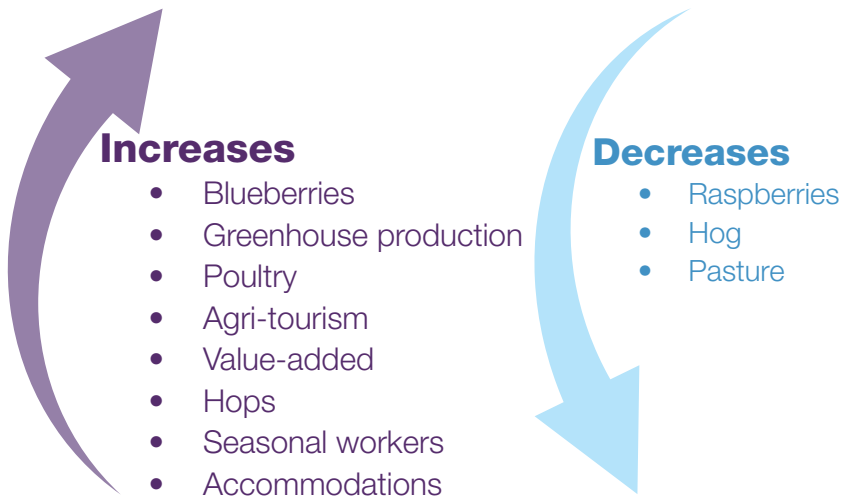 Increases
• Blueberries
• Greenhouse production
• Poultry
• Agri-tourism
• Value-added
• Hops
• Seasonal workers
• Accommodations
Decreases
• Raspberries
• Hog
• Pasture